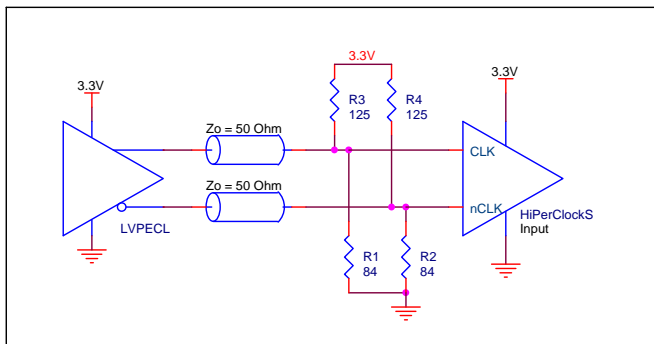 3.3V
3.3V
3.3V
R3
125
R4
125
Zo = 50 Ohm
CLK
Zo = 50 Ohm
nCLK
LVPECL
HiPerClockS
Input
R1
84
R2
84